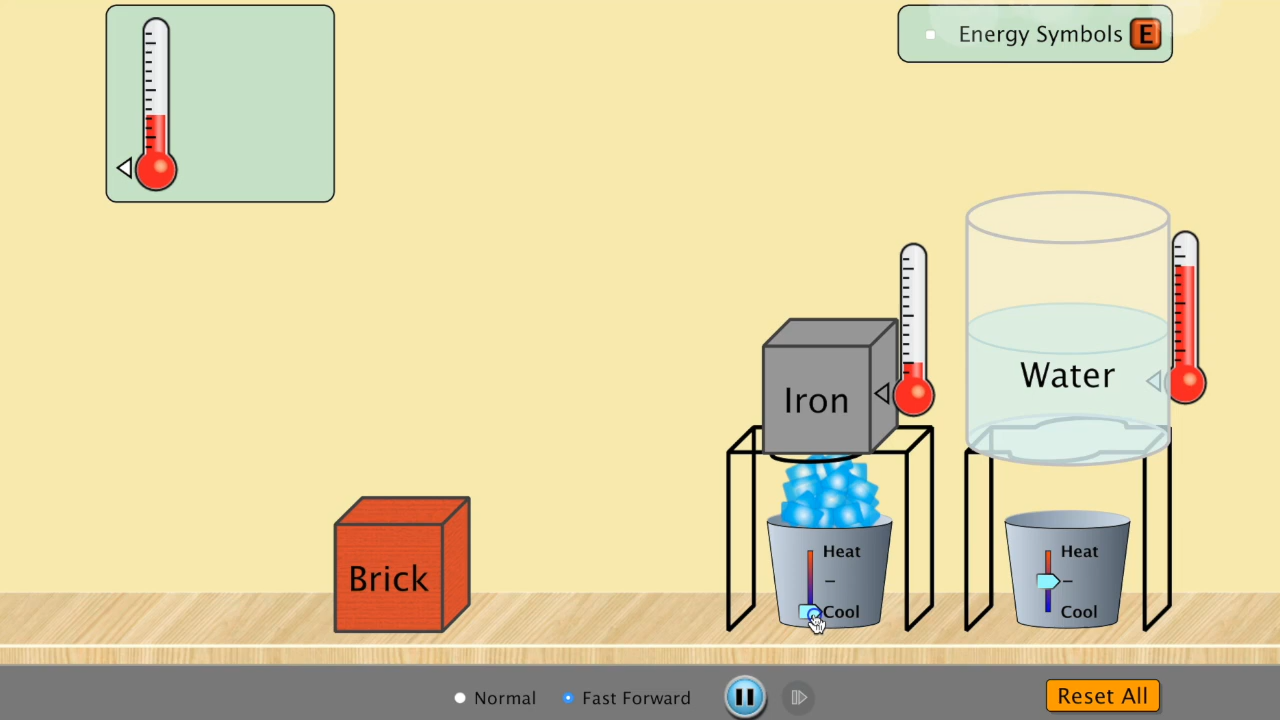 Energy Symbols E
Iron
Water
Brick
Heat
–
Cool
Heat
–
Cool
Normal
Fast Forward
Reset All